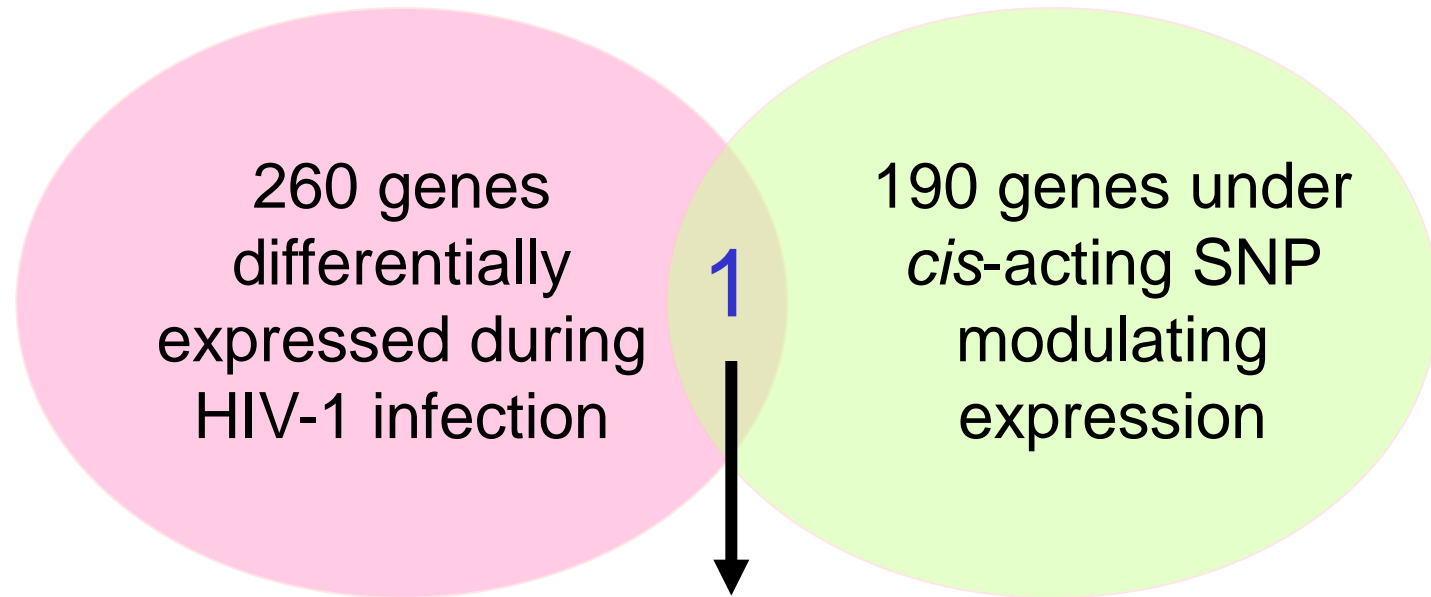 260 genes
differentially
expressed during
HIV-1 infection
1
190 genes under
cis-acting SNP
modulating
expression